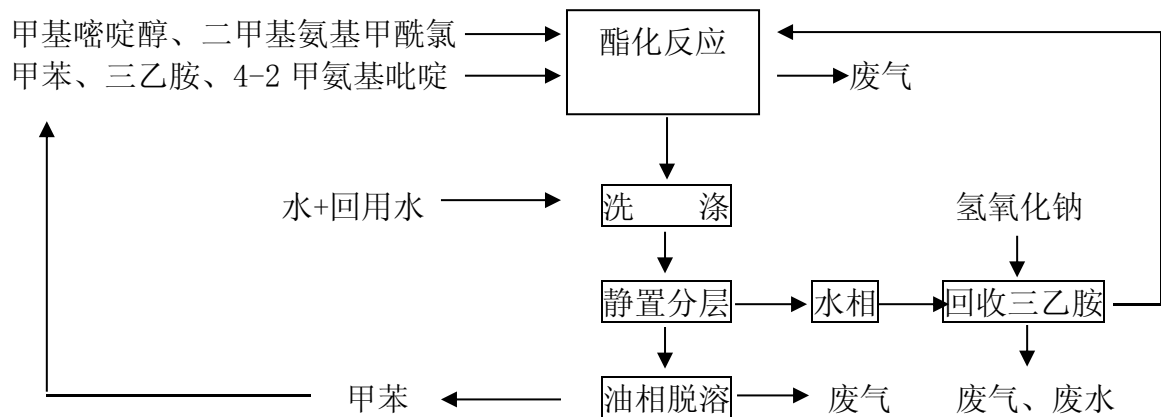 甲基嘧啶醇、二甲基氨基甲酰氯
酯化反应
甲苯、三乙胺、4-2 甲氨基吡啶
废气
水+回用水
洗 涤
氢氧化钠
静置分层
水相
回收三乙胺
甲苯
油相脱溶
废气
废气、废水